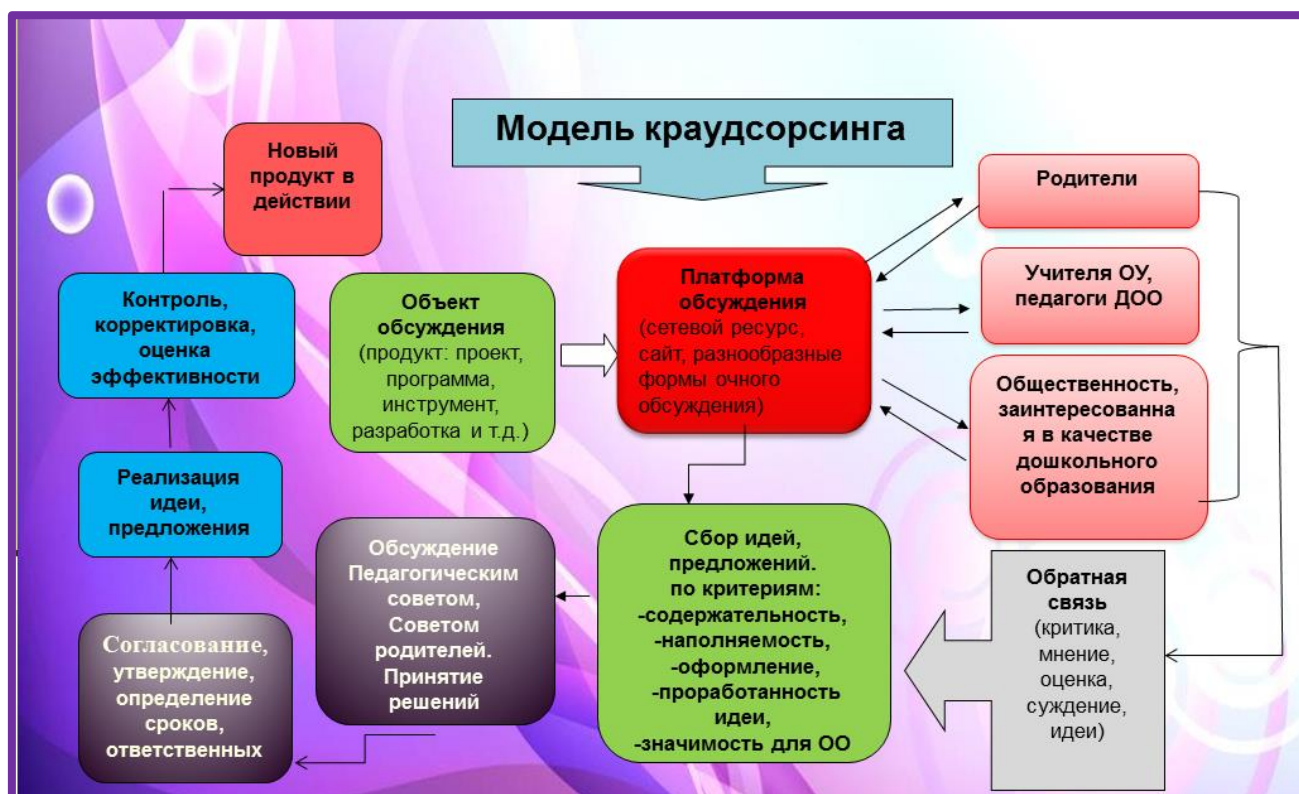 Модель краудсорсинга
Новый
продукт в
действии
Контроль,
корректировка,
оценка
эффективности
Реализация
идеи,
предложения
Согласование,
утверждение,
определение
сроков,
ответственных
Объект
обсуждения
(продукт: проект,
программа,
инструмент,
разработка и т.д.)
Обсуждение
Педагогическим
советом,
Советом
родителей.
Принятие
решений
Платформа
обсуждения
(сетевой ресурс,
сайт, разнообразные
формы очного
обсуждения)
Сбор идей,
предложений.
по критериям:
-содержательность,
-наполняемость,
-оформление,
-проработанность
идеи,
-значимость для ОО
Родители
Учителя ОУ,
педагоги ДОО
Общественность,
заинтересованна
я в качестве
дошкольного
образования
Обратная
связь
(критика,
мнение,
оценка,
суждение,
идеи)